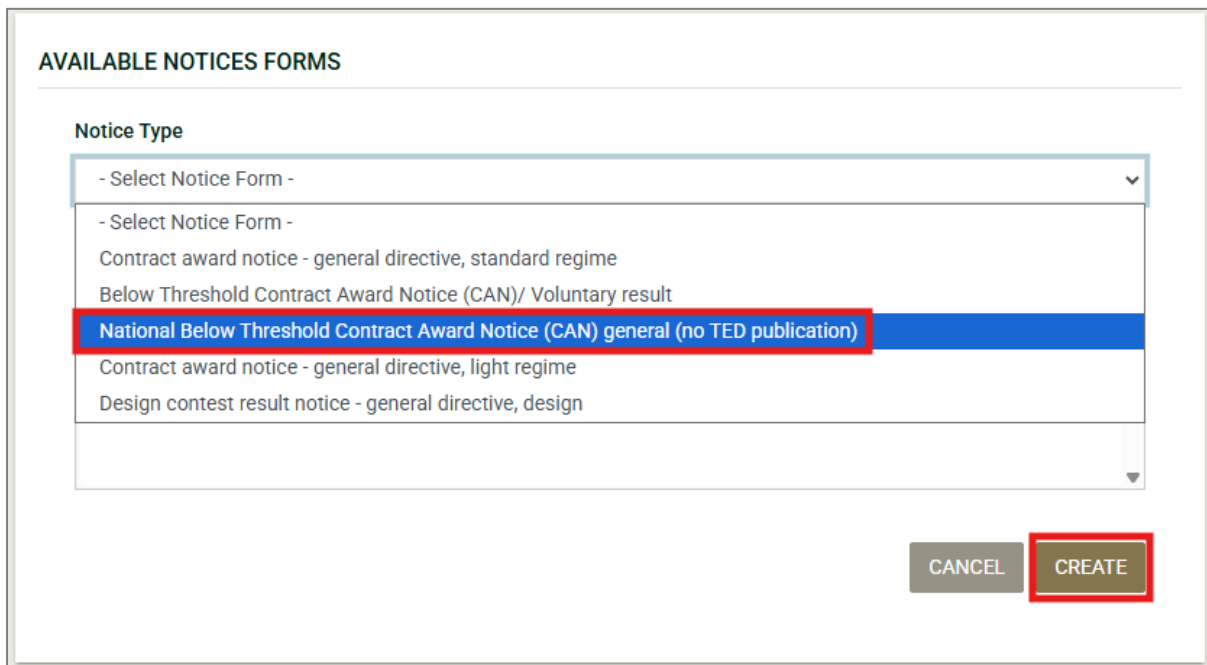 AVAILABLE NOTICES FORMS
Notice Type
- Select Notice Form -
- Select Notice Form -
Contract award notice - general directive, standard regime
Below Threshold Contract Award Notice (CAN)/ Voluntary result
National Below Threshold Contract Award Notice (CAN) general (no TED publication)
Contract award notice - general directive, light regime
Design contest result notice - general directive, design
CANCEL CREATE